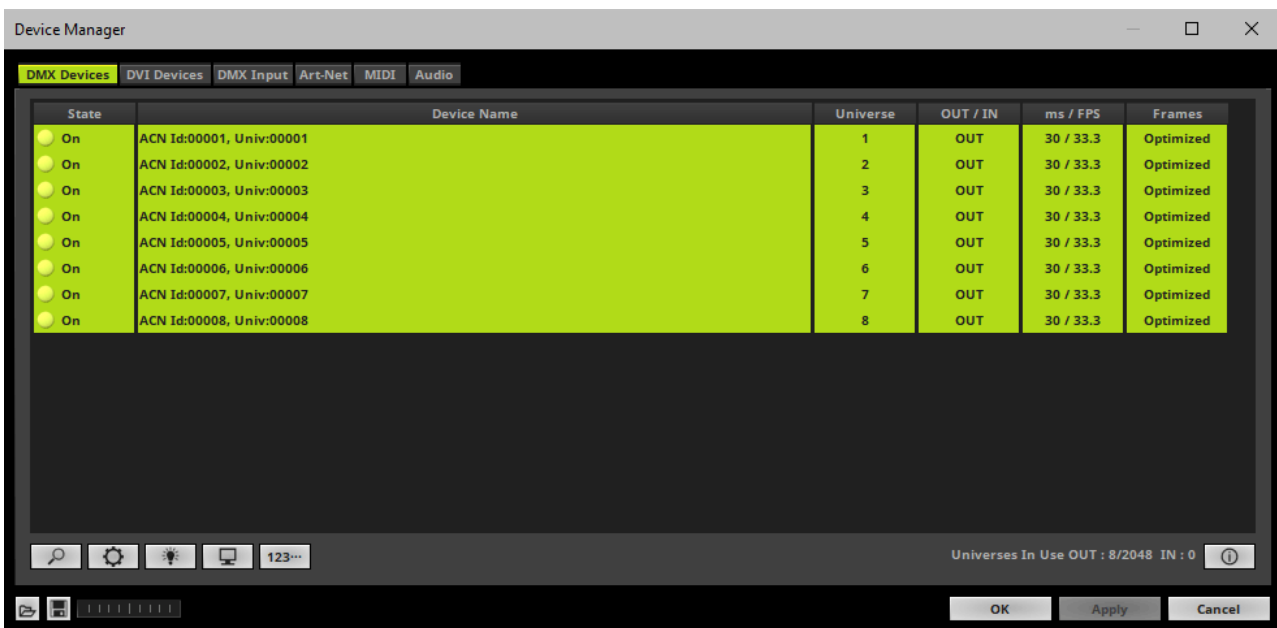 Device Manager
DMX Devices DVI Devices DMX Input Art-Net MIDI Audio
State Device Name Universe OUT / IN ms / FPS Frames
On ACN Id:00001, Univ:00001 1 OUT 30 / 33.3 Optimized
On ACN Id:00002, Univ:00002 2 OUT 30 / 33.3 Optimized
On ACN Id:00003, Univ:00003 3 OUT 30 / 33.3 Optimized
On ACN Id:00004, Univ:00004 4 OUT 30 / 33.3 Optimized
On ACN Id:00005, Univ:00005 5 OUT 30 / 33.3 Optimized
On ACN Id:00006, Univ:00006 6 OUT 30 / 33.3 Optimized
On ACN Id:00007, Univ:00007 7 OUT 30 / 33.3 Optimized
On ACN Id:00008, Univ:00008 8 OUT 30 / 33.3 Optimized
123... Universes In Use OUT : 8/2048 IN : 0
OK Apply Cancel